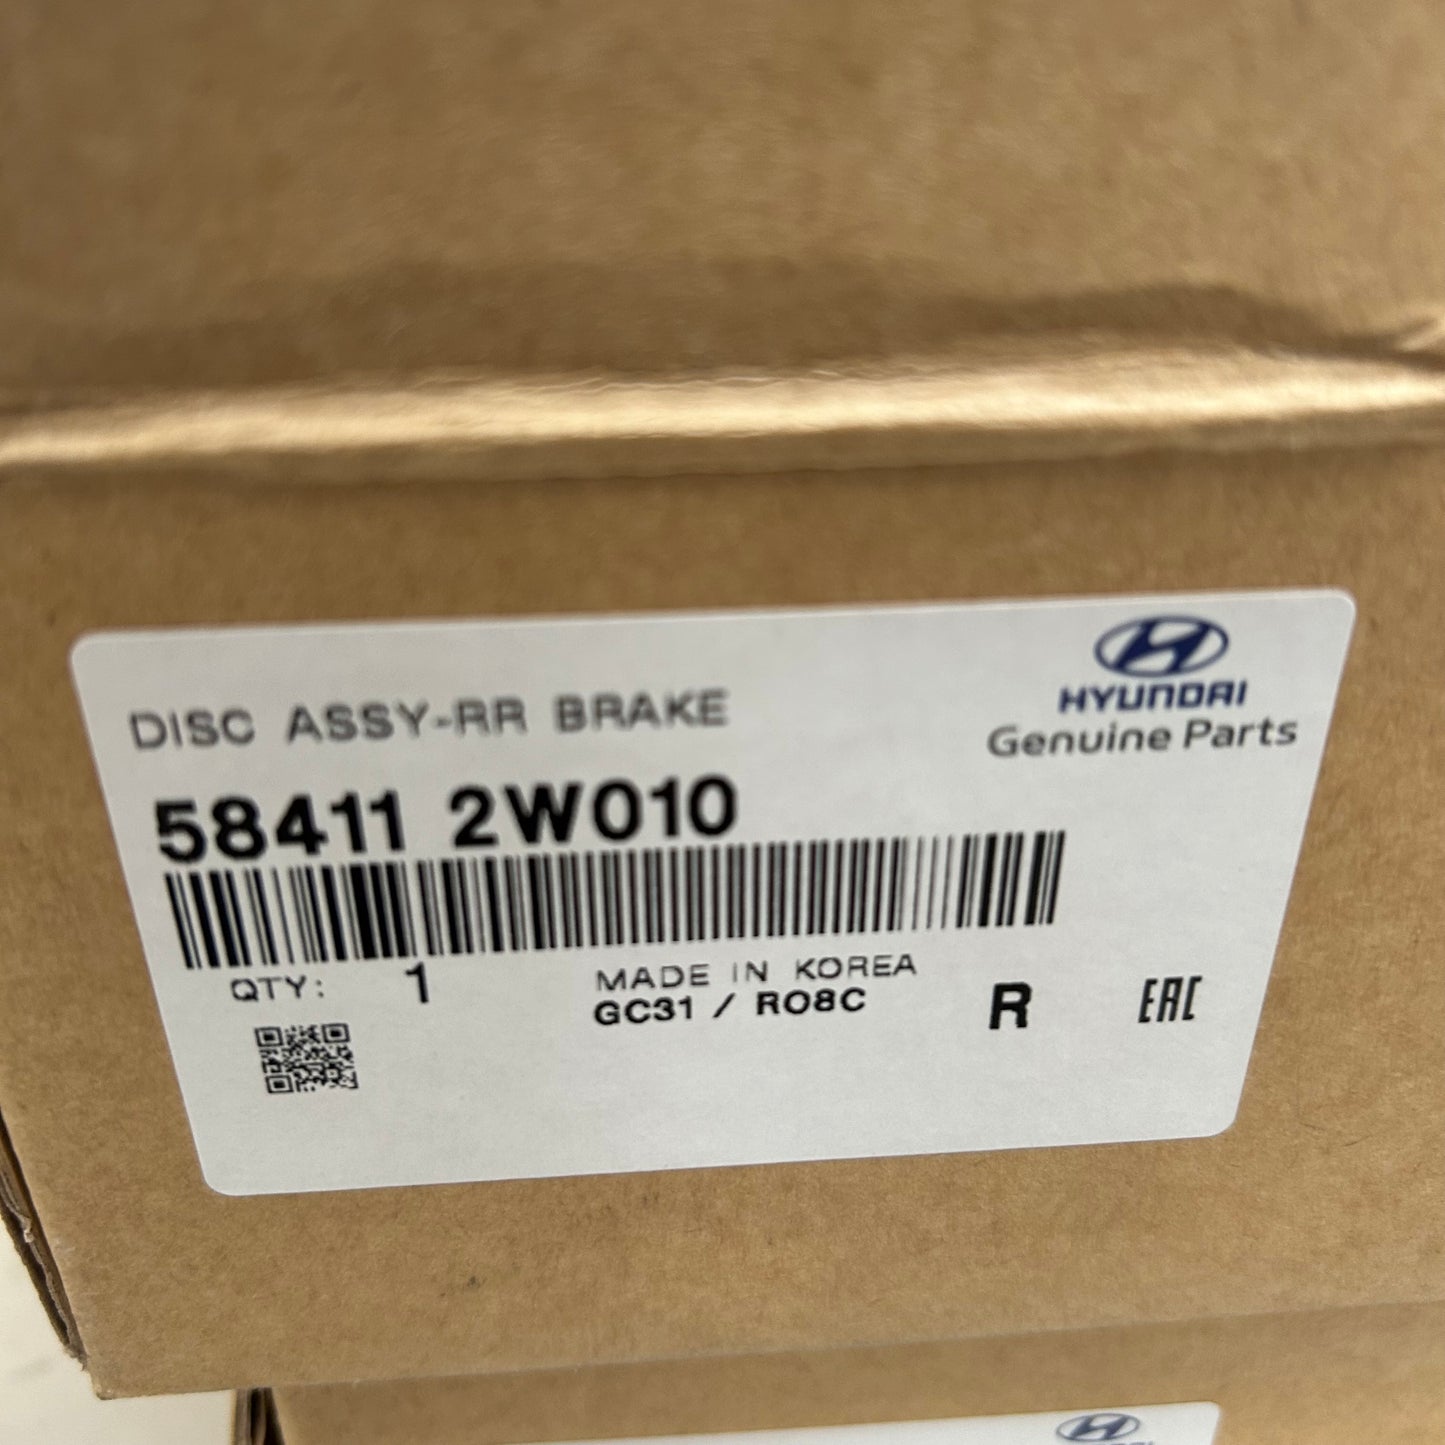 HYUNDAI
Genuine Parts
DISC ASSY-RR BRAKE
58411 2W010
QTY: 1
MADE IN KOREA
GC31 / R08C
R
EAC